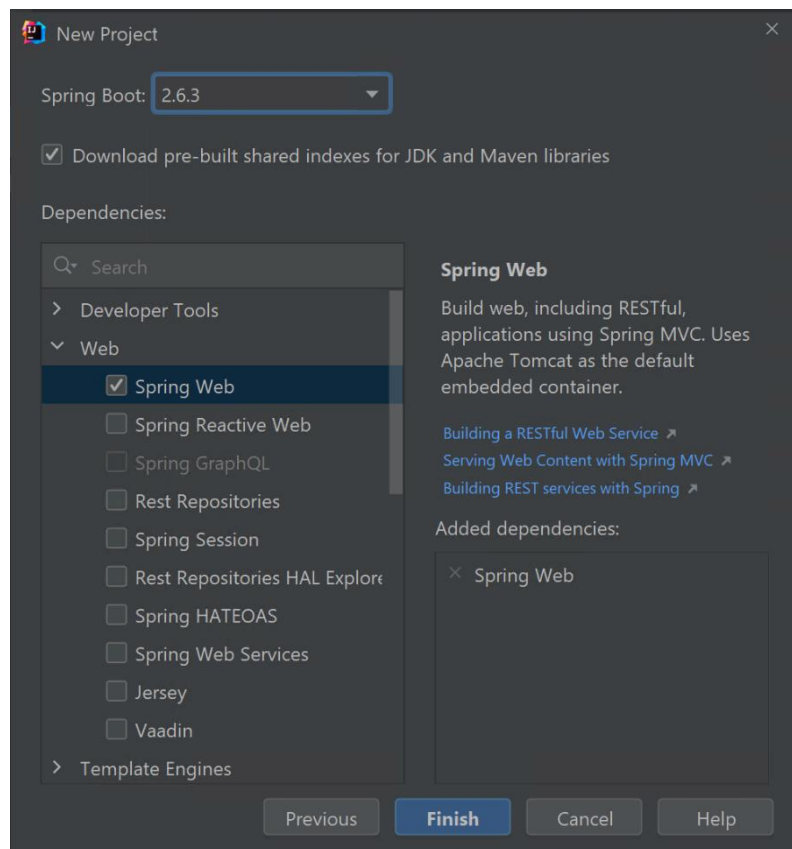 New Project
Spring Boot: 2.6.3
Download pre-built shared indexes for JDK and Maven libraries
Dependencies:
Search
Developer Tools
Web
Spring Web
Spring Reactive Web
Spring GraphQL
Rest Repositories
Spring Session
Rest Repositories HAL Explore
Spring HATEOAS
Spring Web Services
Jersey
Vaadin
Template Engines
Spring Web
Build web, including RESTful,
applications using Spring MVC. Uses
Apache Tomcat as the default
embedded container.
Building a RESTful Web Service
Serving Web Content with Spring MVC
Building REST services with Spring
Added dependencies:
Spring Web
Previous
Finish
Cancel
Help